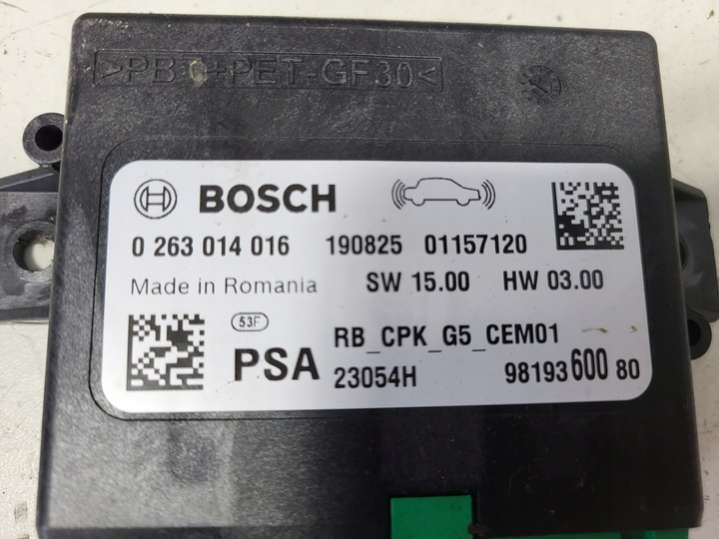 >PBT+PET-GF30<
BOSCH
0 263 014 016 190825 01157120
Made in Romania SW 15.00 HW 03.00
53F RB_CPK_G5_CEM01
PSA 23054H 98193600 80